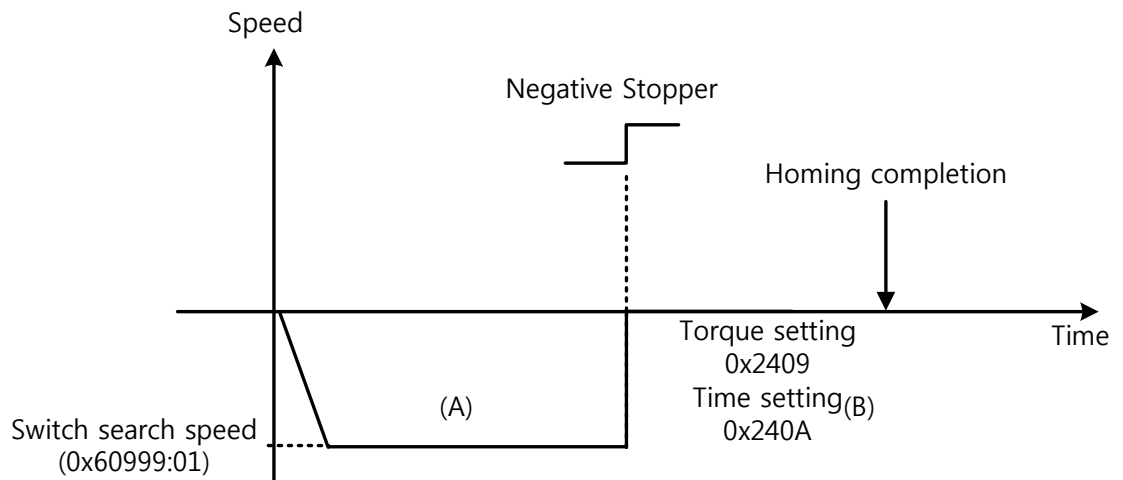 Speed
Negative Stopper
Homing completion
Time
Torque setting
0x2409
Time setting(B)
0x240A
(A)
Switch search speed
(0x60999:01)